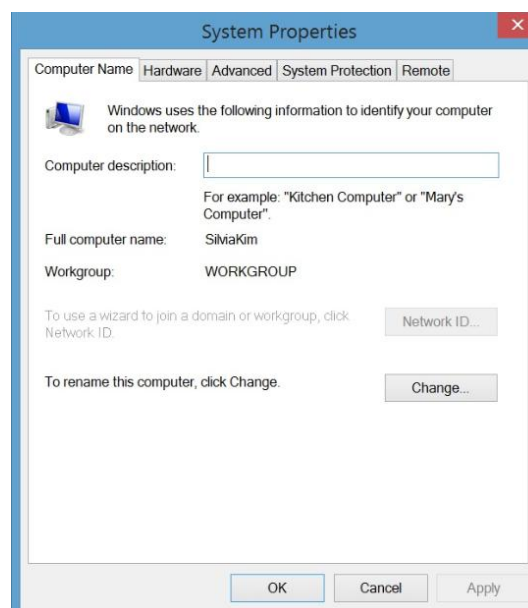 System Properties
Computer Name Hardware Advanced System Protection Remote
Windows uses the following information to identify your computer
on the network.
Computer description:
For example: "Kitchen Computer" or "Mary's
Computer".
Full computer name: SilviaKim
Workgroup: WORKGROUP
To use a wizard to join a domain or workgroup, click
Network ID.
Network ID...
To rename this computer, click Change.
Change...
OK Cancel Apply